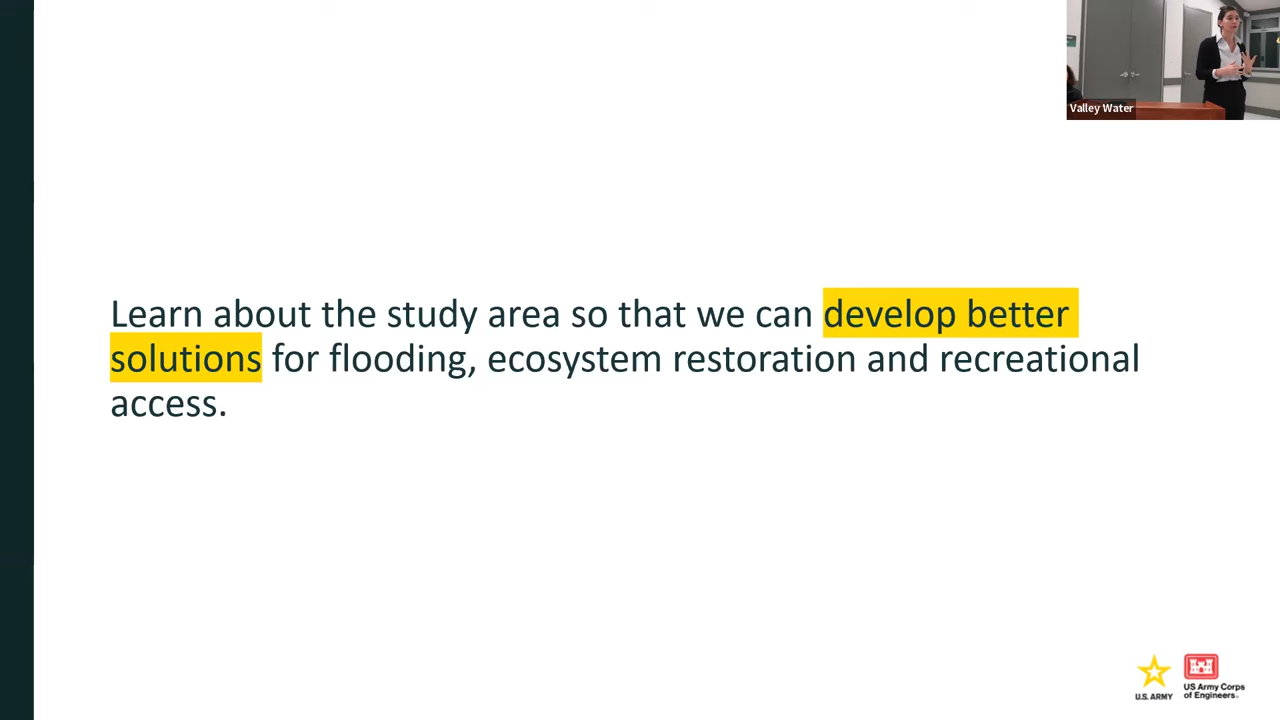 Valley Water
Learn about the study area so that we can develop better
solutions for flooding, ecosystem restoration and recreational
access.
U.S. ARMY
US Army Corps
of Engineers®